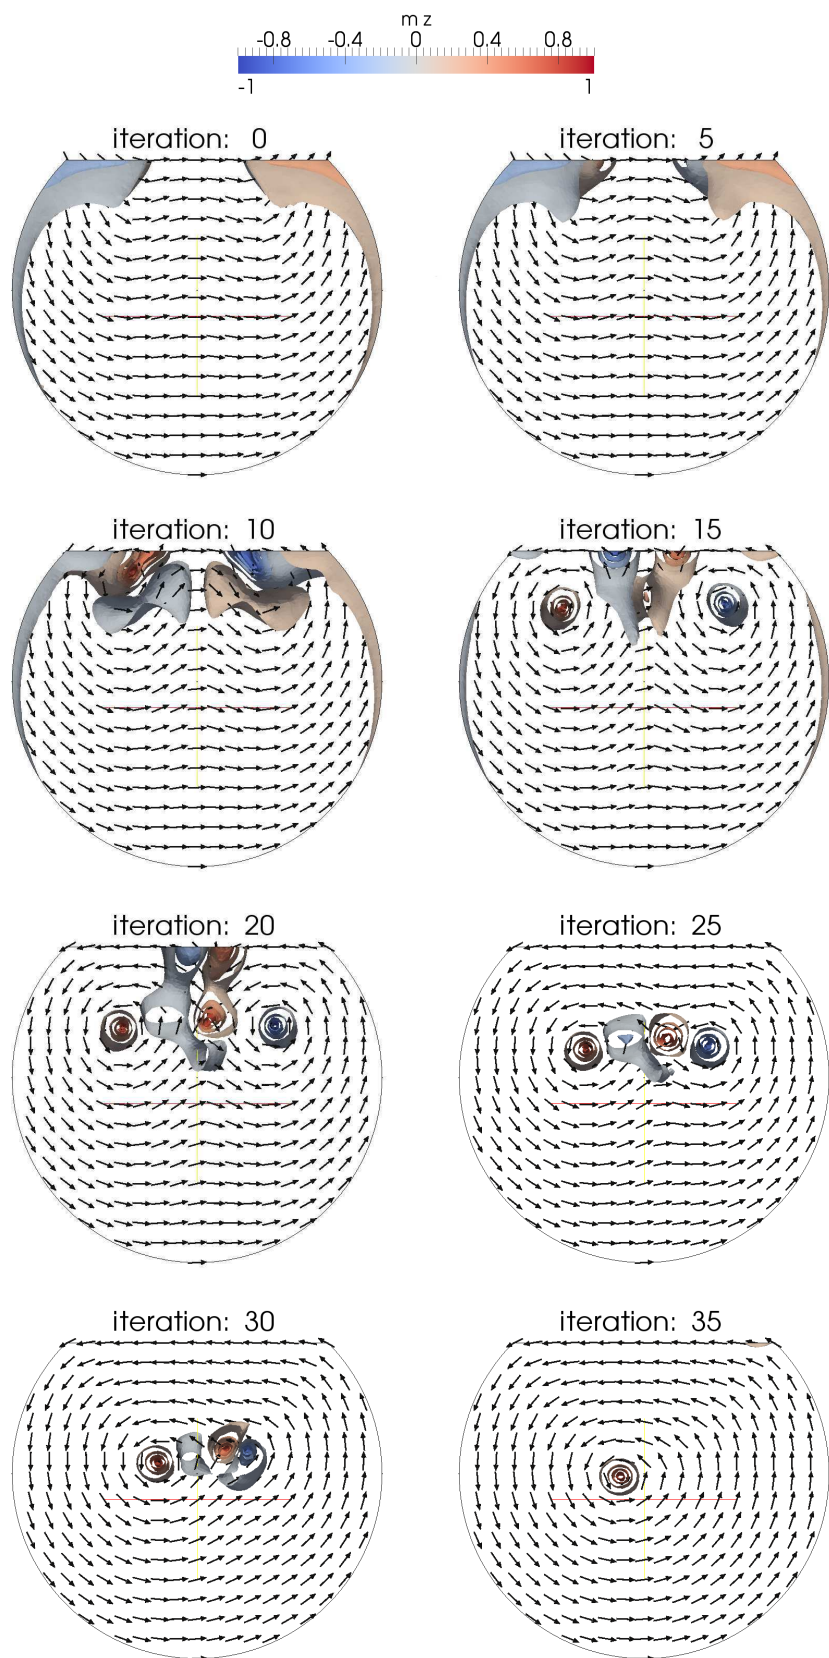 m z
-0.8 -0.4 0 0.4 0.8
-1 1
iteration: 0 iteration: 5
iteration: 10 iteration: 15
iteration: 20 iteration: 25
iteration: 30 iteration: 35